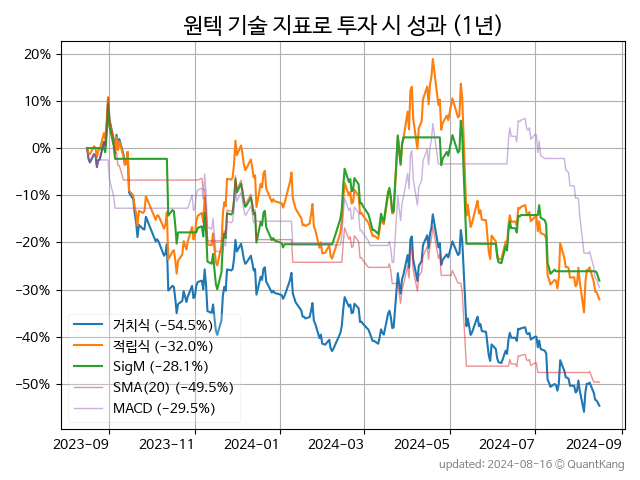 원텍 기술 지표로 투자 시 성과 (1년)
20%
10%
0%
−10%
−20%
−30%
−40%
−50%
거치식 (−54.5%)
적립식 (−32.0%)
SigM (−28.1%)
SMA(20) (−49.5%)
MACD (−29.5%)
2023-09 2023-11 2024-01 2024-03 2024-05 2024-07 2024-09
updated: 2024-08-16 © QuantKang